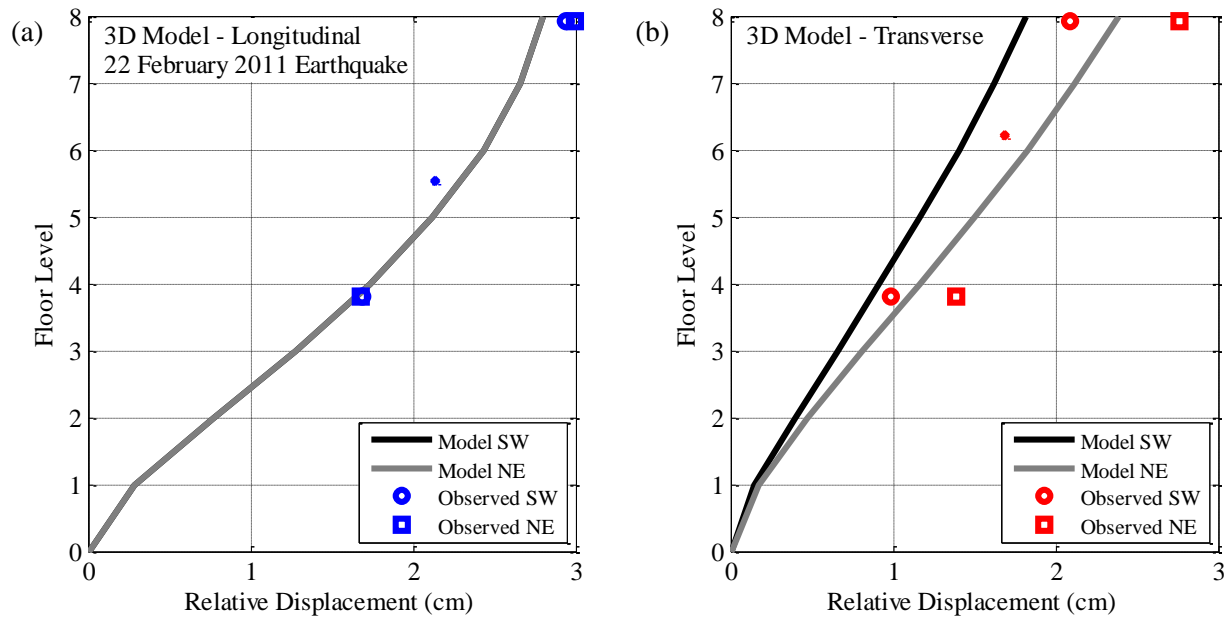 (a)
3D Model - Longitudinal
22 February 2011 Earthquake
8
7
6
5
4
3
2
1
0
Floor Level
Model SW
Model NE
Observed SW
Observed NE
0 1 2 3
Relative Displacement (cm)
(b)
3D Model - Transverse
8
7
6
5
4
3
2
1
0
Floor Level
Model SW
Model NE
Observed SW
Observed NE
0 1 2 3
Relative Displacement (cm)